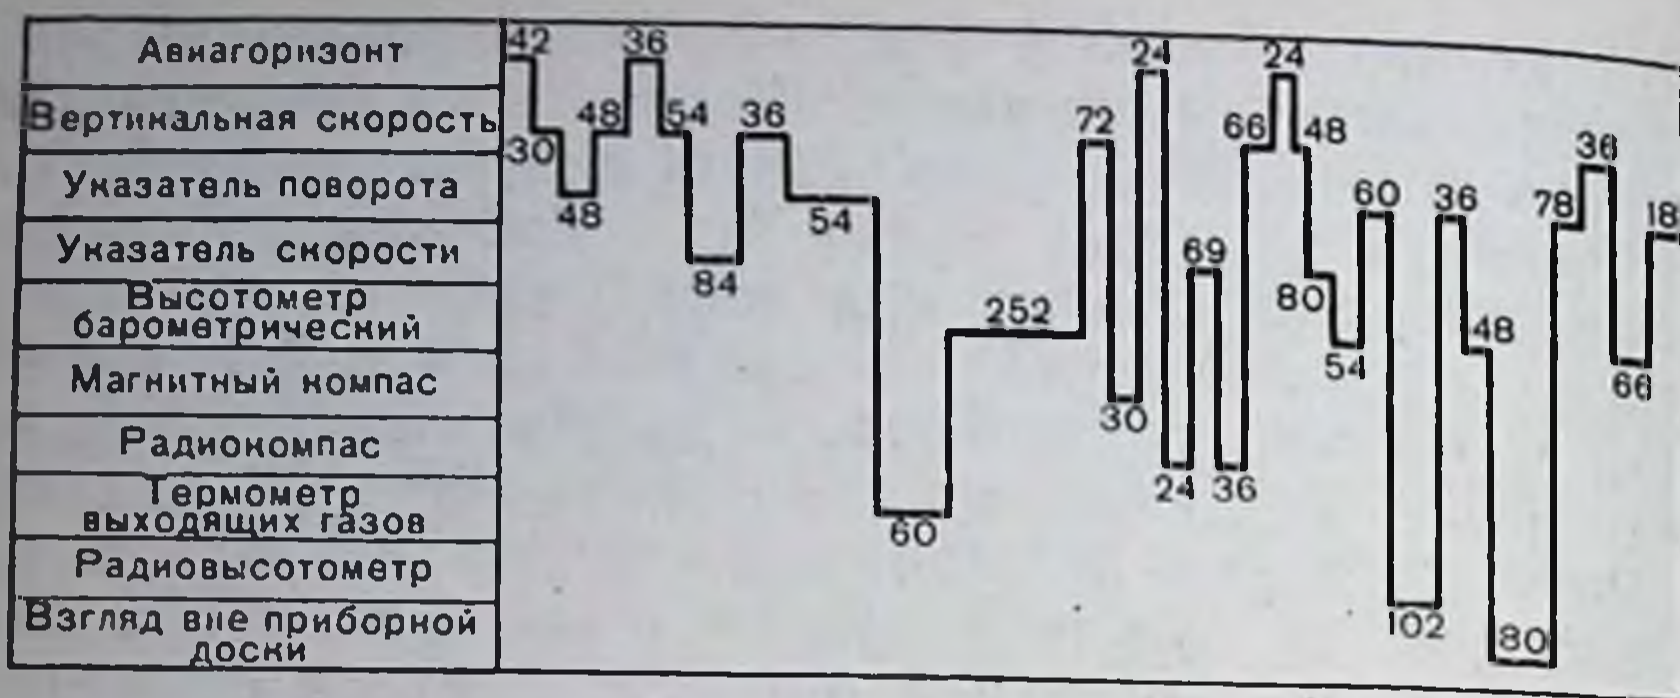 Авиагоризонт
Вертикальная скорость
Указатель поворота
Указатель скорости
Высотометр
барометрический
Магнитный компас
Радиокомпас
Термометр
выходящих газов
Радиовысотометр
Взгляд вне приборной
доски
42 36 24 24
30 48 54 36 72 66 48 36
48 54 60 36 78 18
84 69 80
252 54 48 66
30
24 36
60
102 80